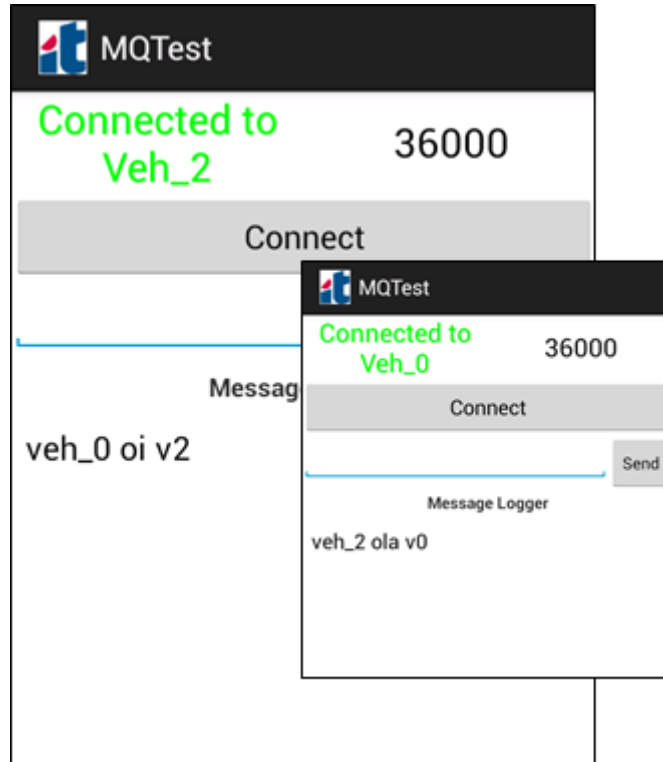 MQTest
Connected to
Veh_2
36000
Connect
Messag
veh_0 oi v2
MQTest
Connected to
Veh_0
36000
Connect
Send
Message Logger
veh_2 ola v0